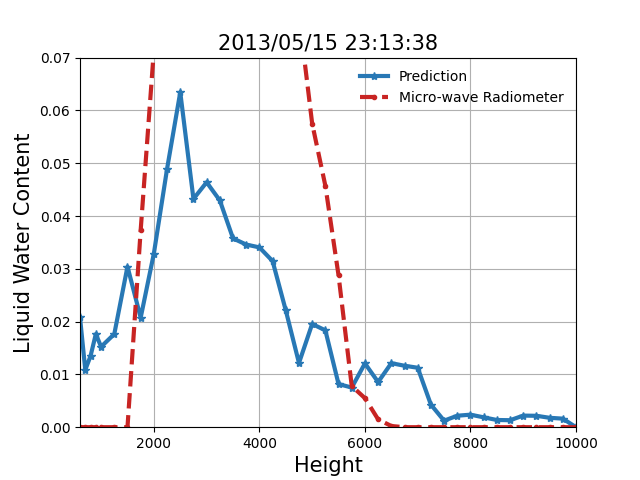 2013/05/15 23:13:38
0.07
0.06
0.05
0.04
0.03
0.02
0.01
0.00
Liquid Water Content
Prediction
Micro-wave Radiometer
2000 4000 6000 8000 10000
Height